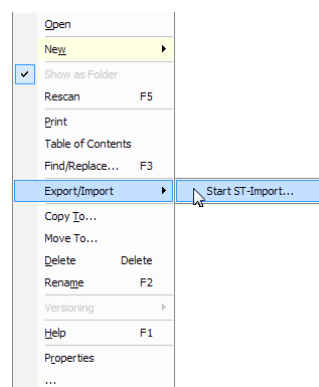 Open
New
Show as Folder
Rescan F5
Print
Table of Contents
Find/Replace... F3
Export/Import Start ST-Import...
Copy To...
Move To...
Delete Delete
Rename F2
Versioning
Help F1
Properties
...